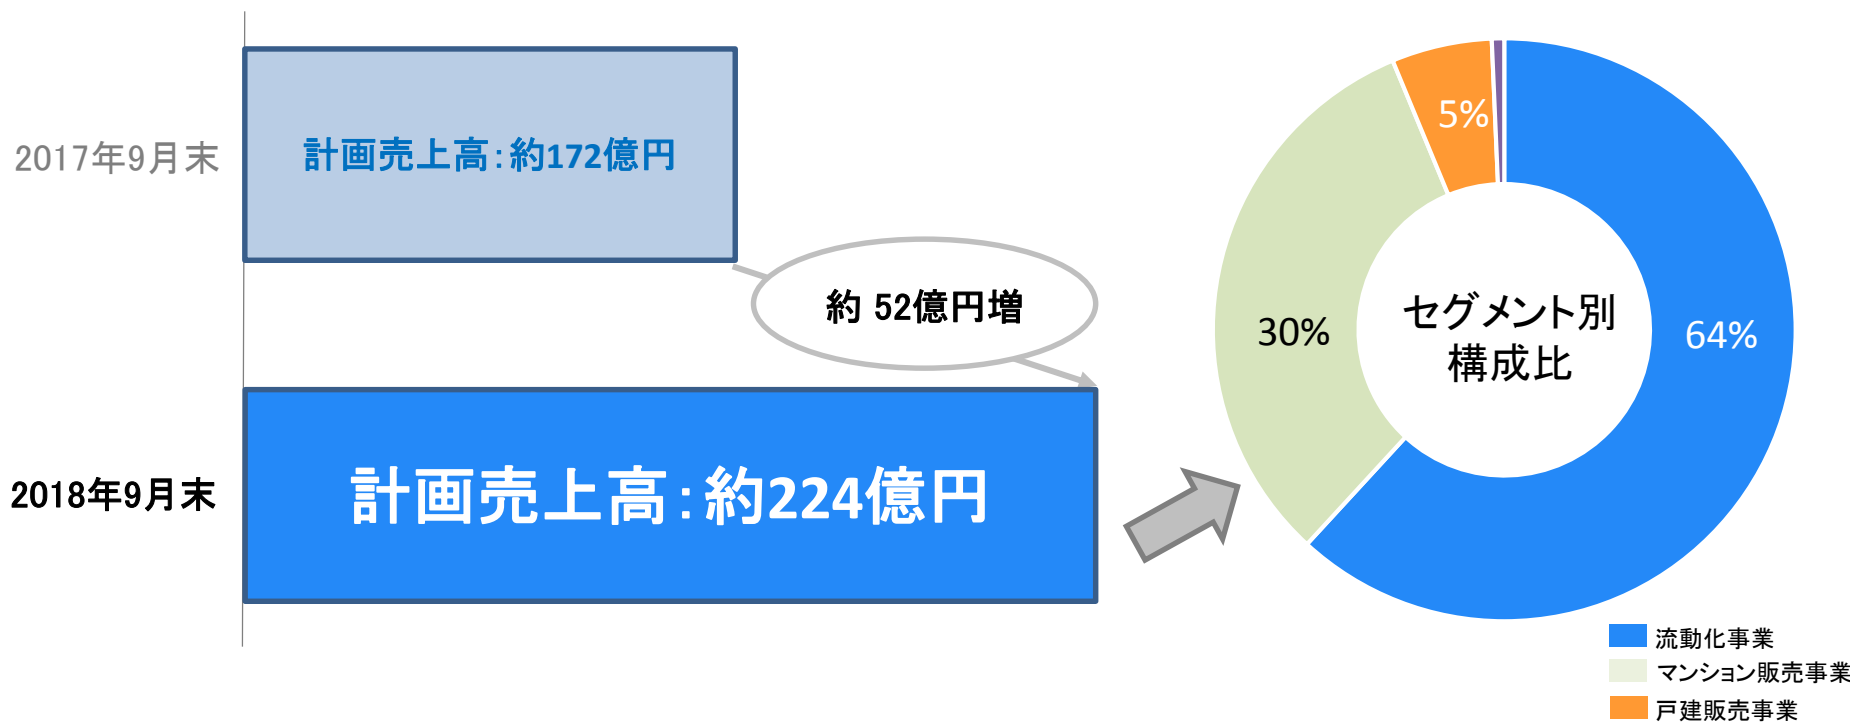 2017年9月末
計画売上高：約172億円
約 52億円増
2018年9月末
計画売上高：約224億円
5%
30%
64%
セグメント別
構成比
流動化事業
マンション販売事業
戸建販売事業